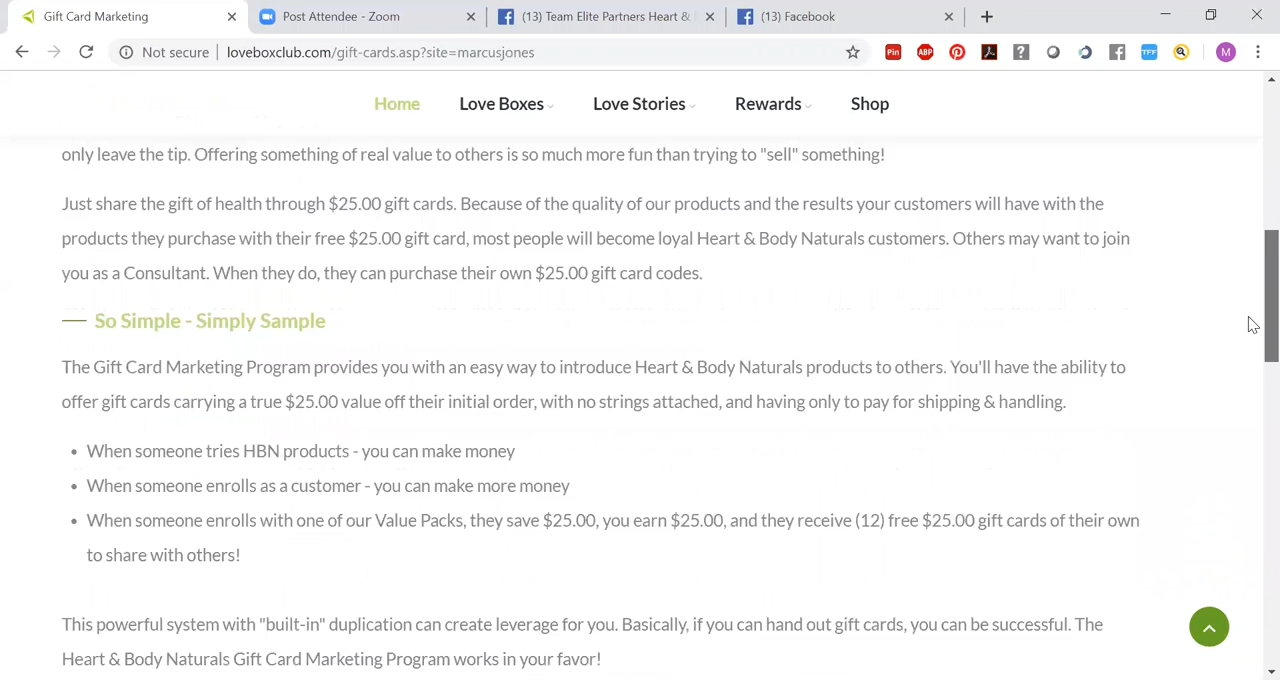 Gift Card Marketing
Post Attendee - Zoom
(13) Team Elite Partners Heart &
(13) Facebook
Not secure | loveboxclub.com/gift-cards.asp?site=marcusjones
Pin
ABP
?
TFF
M
Home
Love Boxes
Love Stories
Rewards
Shop
only leave the tip. Offering something of real value to others is so much more fun than trying to "sell" something!
Just share the gift of health through $25.00 gift cards. Because of the quality of our products and the results your customers will have with the
products they purchase with their free $25.00 gift card, most people will become loyal Heart & Body Naturals customers. Others may want to join
you as a Consultant. When they do, they can purchase their own $25.00 gift card codes.
So Simple - Simply Sample
The Gift Card Marketing Program provides you with an easy way to introduce Heart & Body Naturals products to others. You'll have the ability to
offer gift cards carrying a true $25.00 value off their initial order, with no strings attached, and having only to pay for shipping & handling.
• When someone tries HBN products - you can make money
• When someone enrolls as a customer - you can make more money
• When someone enrolls with one of our Value Packs, they save $25.00, you earn $25.00, and they receive (12) free $25.00 gift cards of their own
to share with others!
This powerful system with "built-in" duplication can create leverage for you. Basically, if you can hand out gift cards, you can be successful. The
Heart & Body Naturals Gift Card Marketing Program works in your favor!